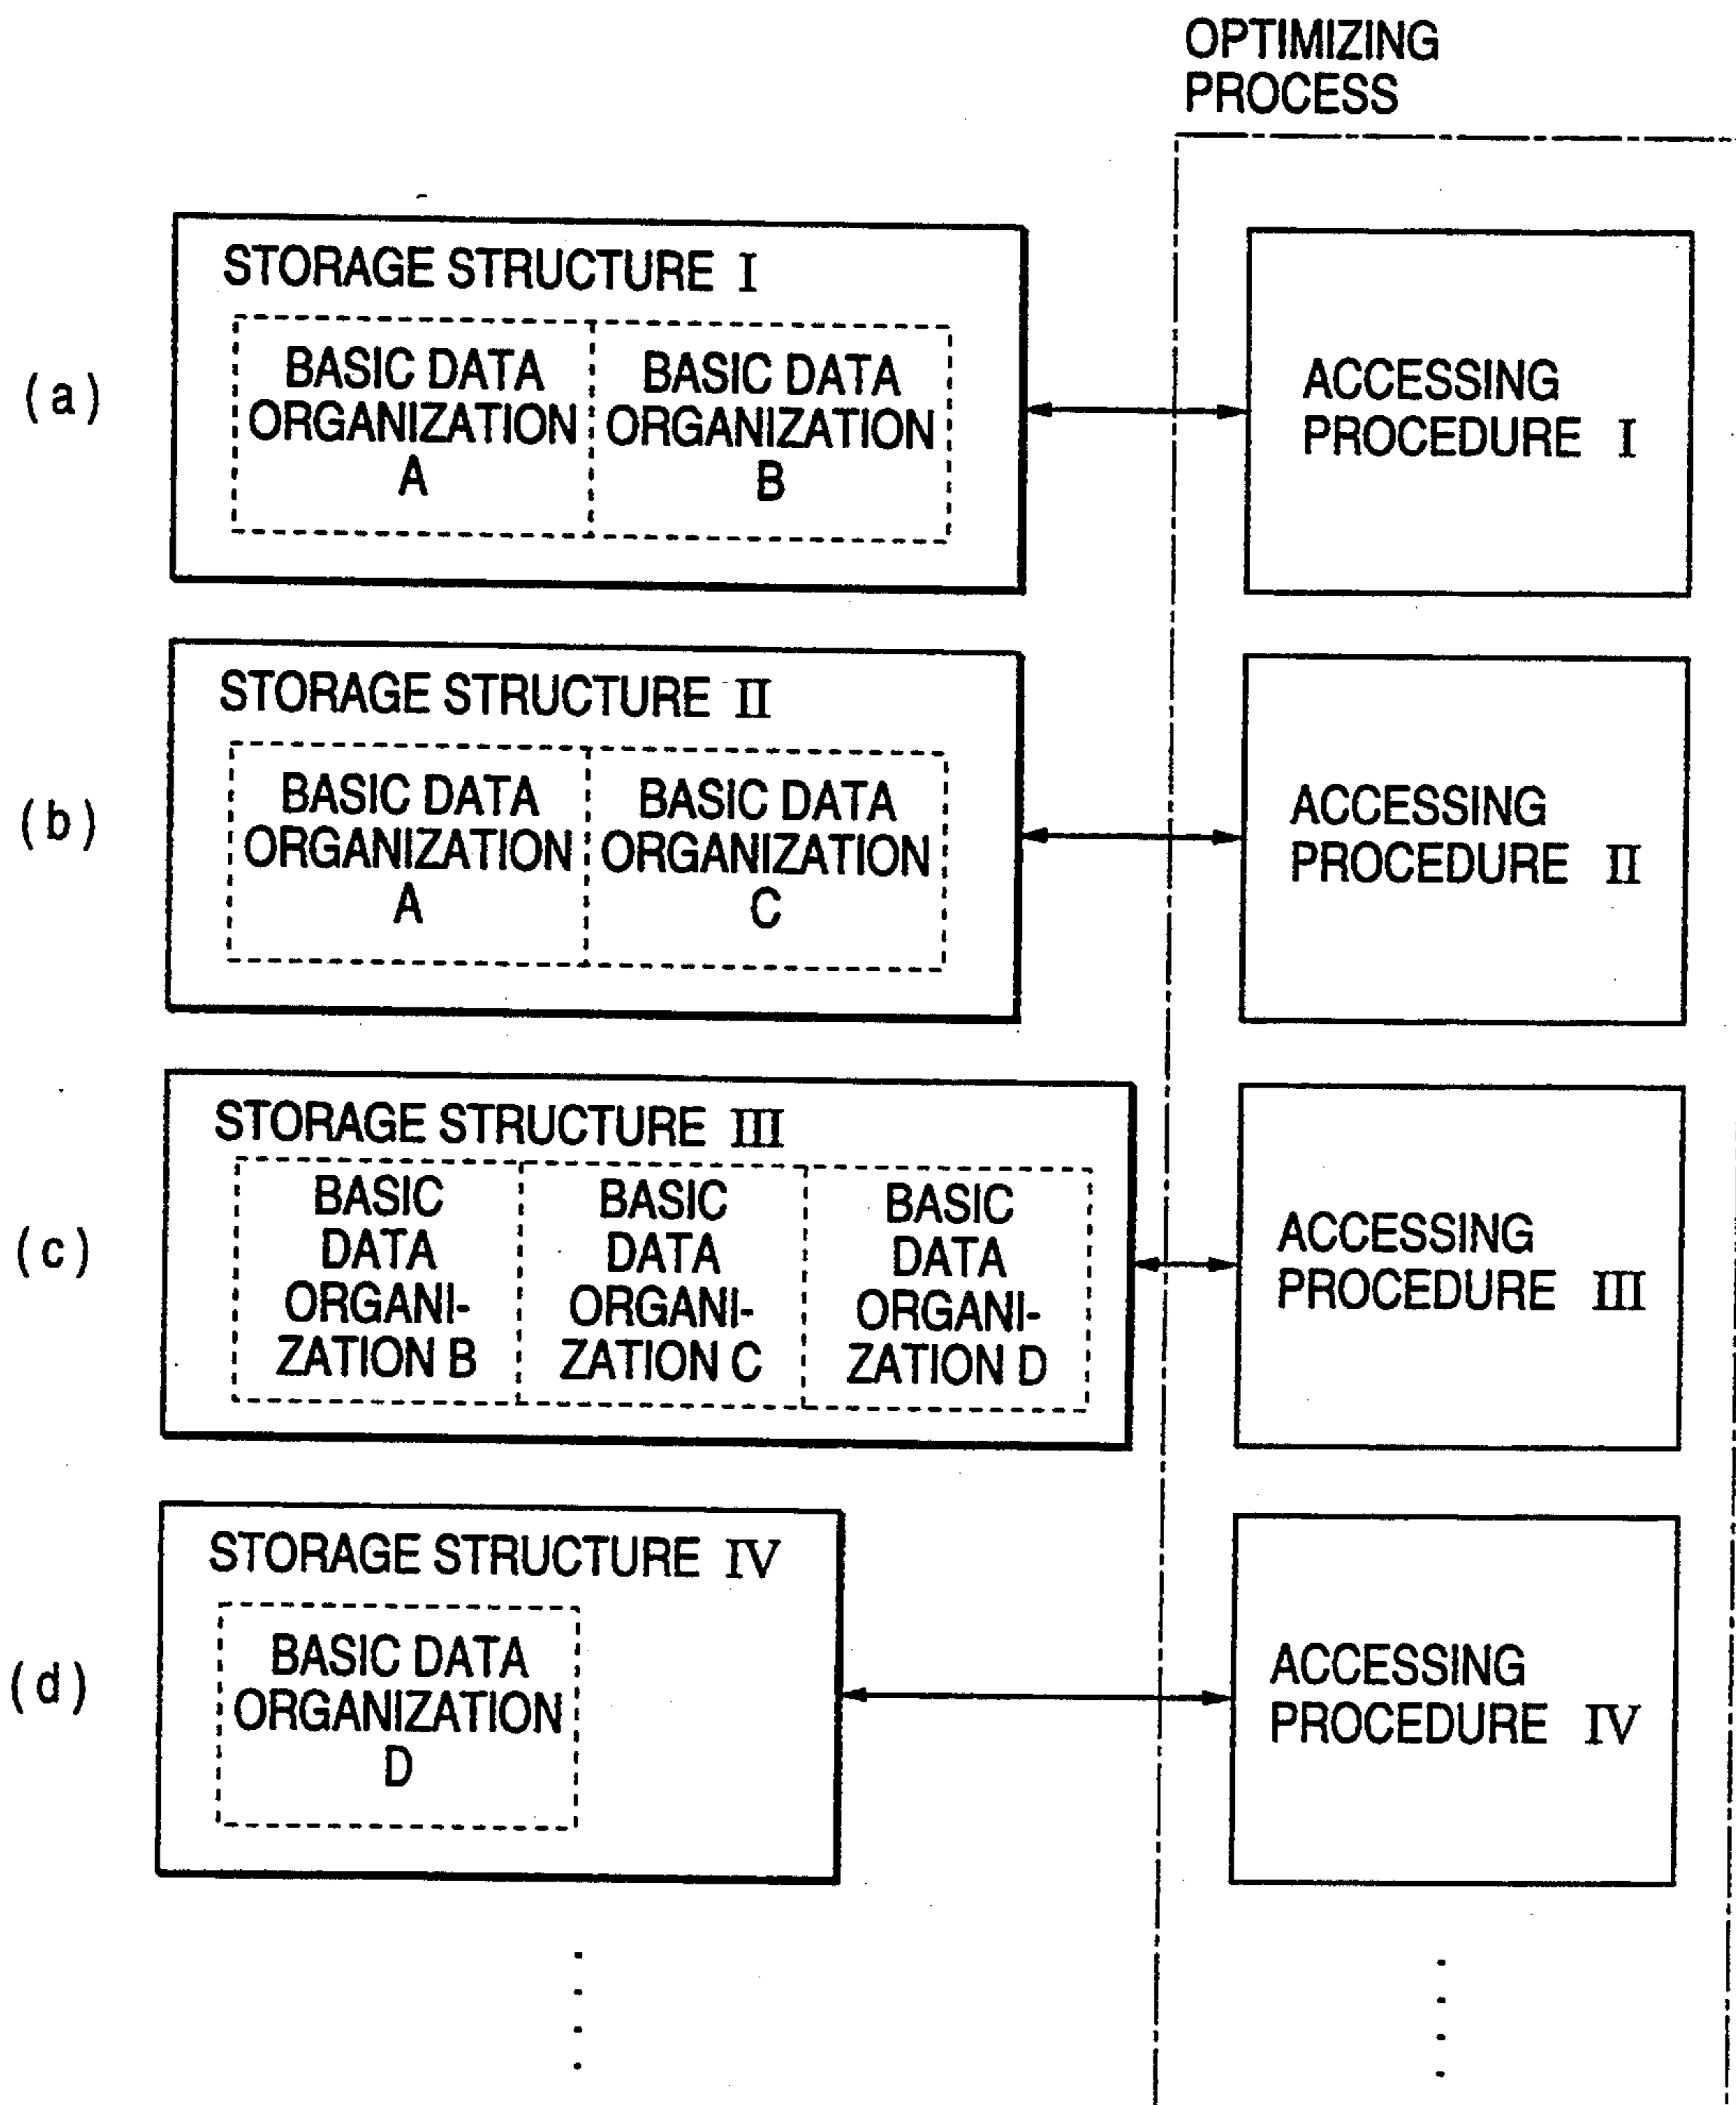 OPTIMIZING
PROCESS
(a)
STORAGE STRUCTURE I
BASIC DATA
ORGANIZATION
A
BASIC DATA
ORGANIZATION
B
ACCESSING
PROCEDURE I
(b)
STORAGE STRUCTURE II
BASIC DATA
ORGANIZATION
A
BASIC DATA
ORGANIZATION
C
ACCESSING
PROCEDURE II
(c)
STORAGE STRUCTURE III
BASIC
DATA
ORGANI-
ZATION B
BASIC
DATA
ORGANI-
ZATION C
BASIC
DATA
ORGANI-
ZATION D
ACCESSING
PROCEDURE III
(d)
STORAGE STRUCTURE IV
BASIC DATA
ORGANIZATION
D
ACCESSING
PROCEDURE IV